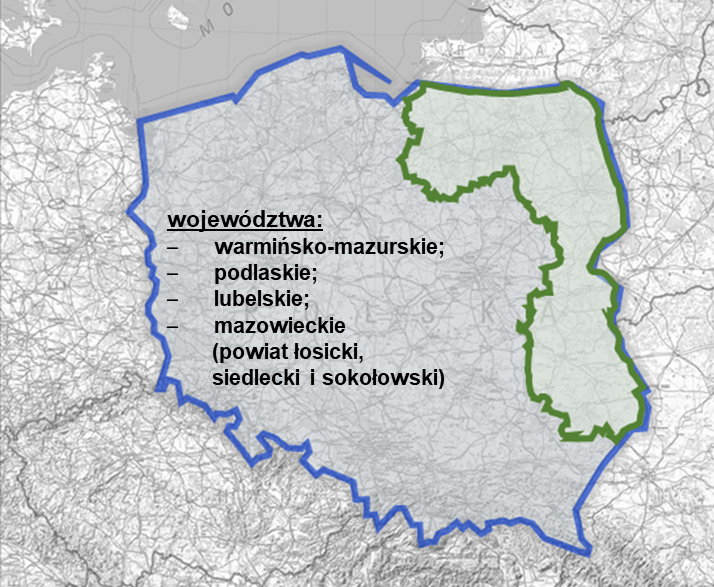 M O
województwa:
– warmińsko-mazurskie;
– podlaskie;
– lubelskie;
– mazowieckie
(powiat łosicki,
siedlecki i sokołowski)